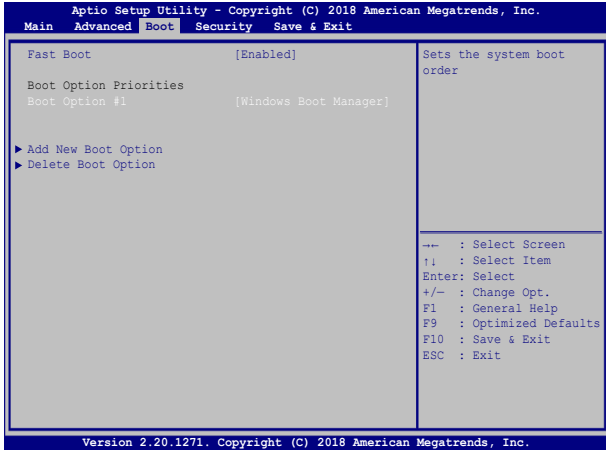 Aptio Setup Utility - Copyright (C) 2018 American Megatrends, Inc.
Main Advanced Boot Security Save & Exit
Fast Boot [Enabled]
Boot Option Priorities
Boot Option #1 [Windows Boot Manager]
Add New Boot Option
Delete Boot Option
Sets the system boot
order
→← : Select Screen
↑↓ : Select Item
Enter: Select
+/— : Change Opt.
F1 : General Help
F9 : Optimized Defaults
F10 : Save & Exit
ESC : Exit
Version 2.20.1271. Copyright (C) 2018 American Megatrends, Inc.